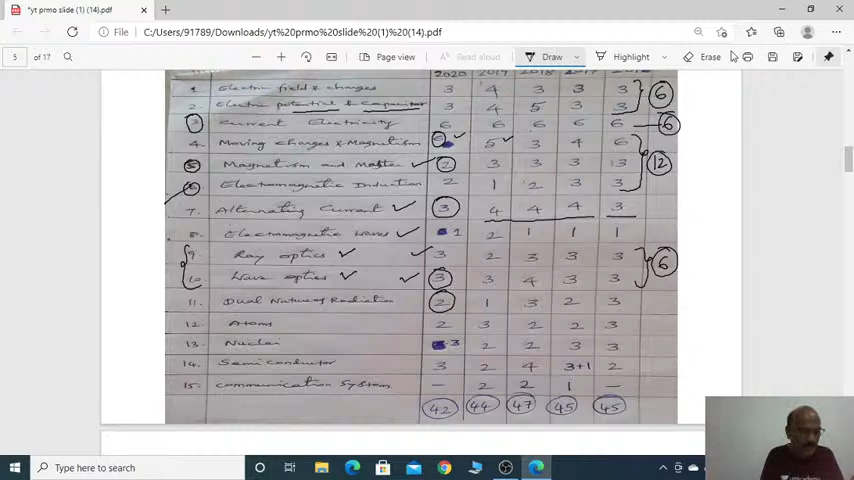 *yt prmo slide (1) (14).pdf
File | C:/Users/91789/Downloads/yt%20prmo%20slide%20(1)%20(14).pdf
5 of 17 Page view Read aloud Draw Highlight Erase
2020 2019 2018 2017
1 Electric field & charges 3 4 3 3 3 6
2. Electric potential & Capacitor 3 4 5 3 3
3 Current Electricity 6 6 6 6 6 6
4. Moving charges & Magnetism 6 5 3 4 6
5 Magnetism and Matter 2 3 3 3 3 12
6 Electromagnetic Induction 2 1 2 3 3
7. Alternating Current 3 4 4 4 3
8. Electromagnetic Waves 1 2 1 1 1
9 Ray optics 3 2 3 3 3 6
10. Wave optics 3 3 4 3 3
11. Dual Nature of Radiation 2 1 3 2 3
12. Atoms 2 3 2 2 3
13. Nuclei 3 2 2 3 3
14. Semiconductor 3 2 4 3+1 2
15. Communication System — 2 2 1 —
42 44 47 45 45
Type here to search
unacademy